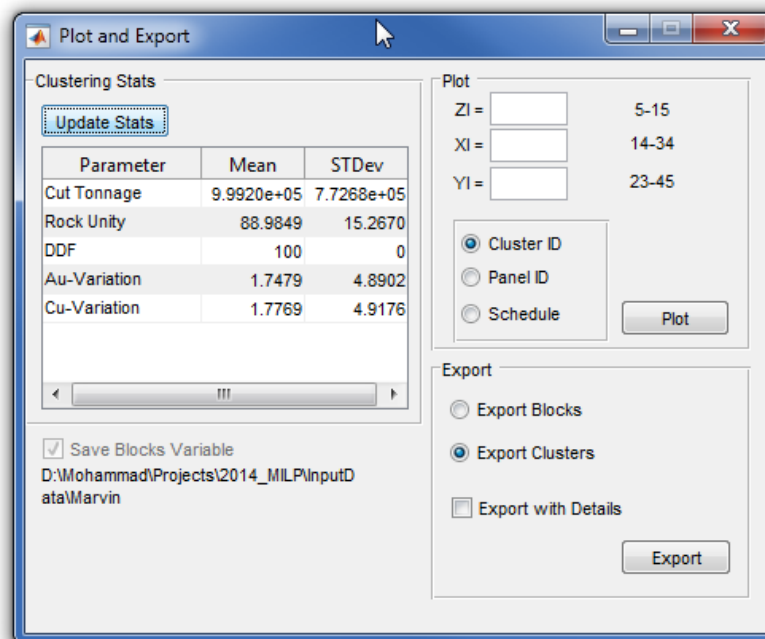 Plot and Export
Clustering Stats
Update Stats
Parameter Mean STDev
Cut Tonnage 9.9920e+05 7.7268e+05
Rock Unity 88.9849 15.2670
DDF 100 0
Au-Variation 1.7479 4.8902
Cu-Variation 1.7769 4.9176
Save Blocks Variable
D:\Mohammad\Projects\2014_MILP\InputD
ata\Marvin
Plot
ZI = 5-15
XI = 14-34
YI = 23-45
Cluster ID
Panel ID
Schedule
Plot
Export
Export Blocks
Export Clusters
Export with Details
Export